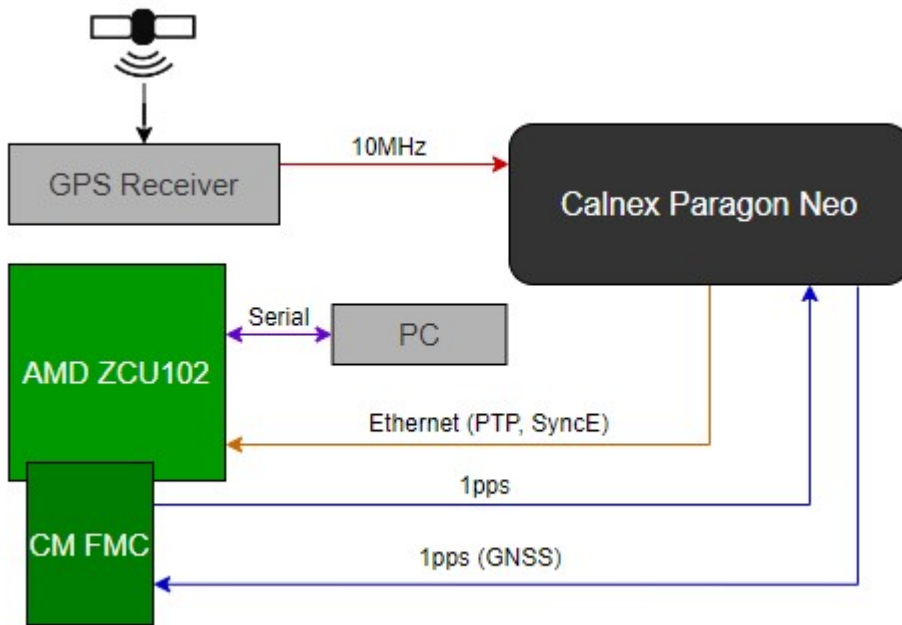 10MHz
GPS Receiver
Calnex Paragon Neo
Serial
PC
AMD ZCU102
Ethernet (PTP, SyncE)
1pps
CM FMC
1pps (GNSS)